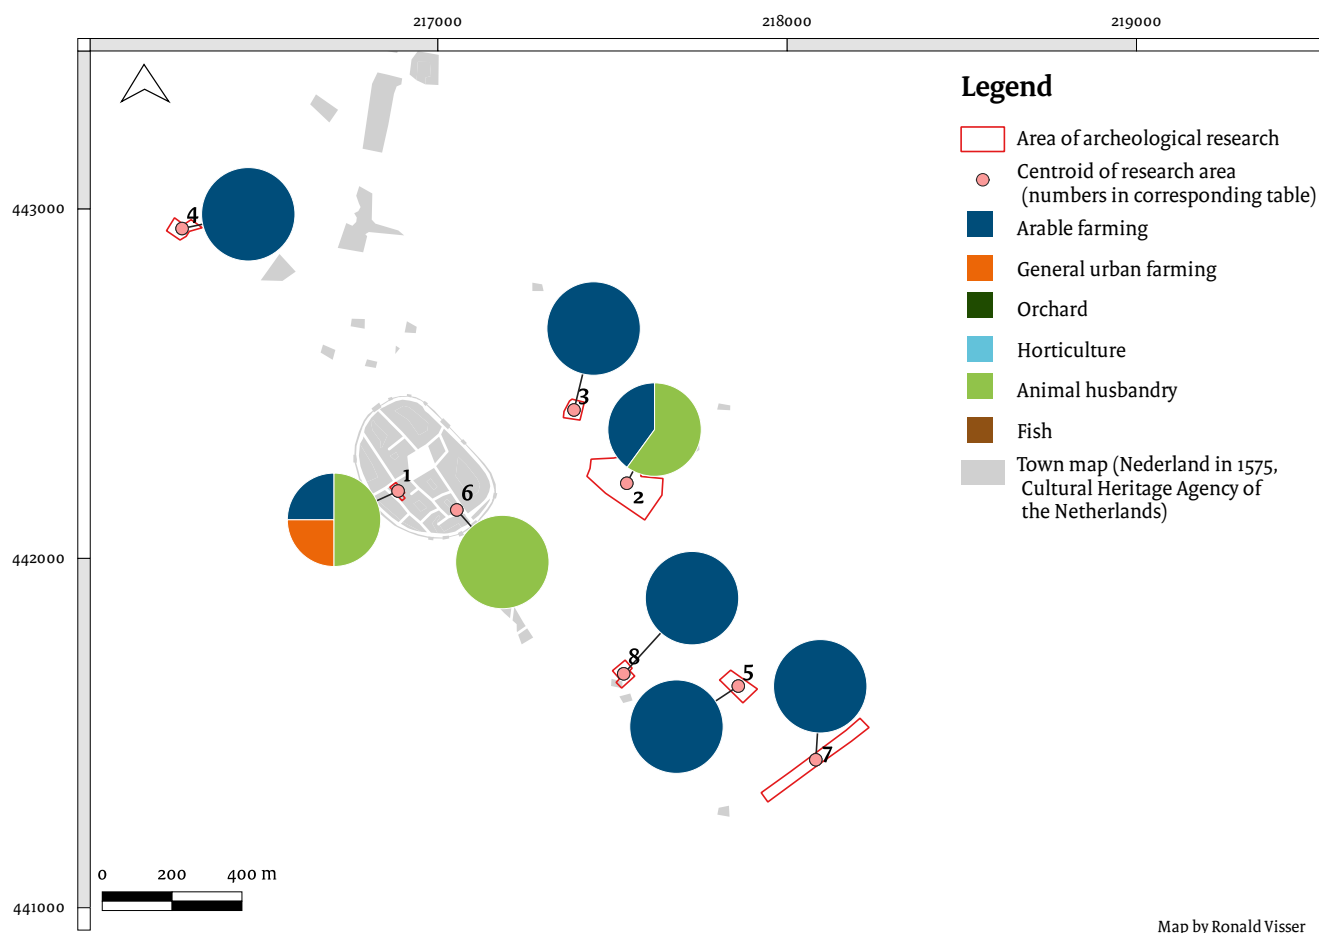 217000
218000
219000
443000
442000
441000
Legend
Area of archeological research
Centroid of research area
(numbers in corresponding table)
Arable farming
General urban farming
Orchard
Horticulture
Animal husbandry
Fish
Town map (Nederland in 1575,
Cultural Heritage Agency of
the Netherlands)
4
3
2
1
6
8
5
7
0 200 400 m
Map by Ronald Visser